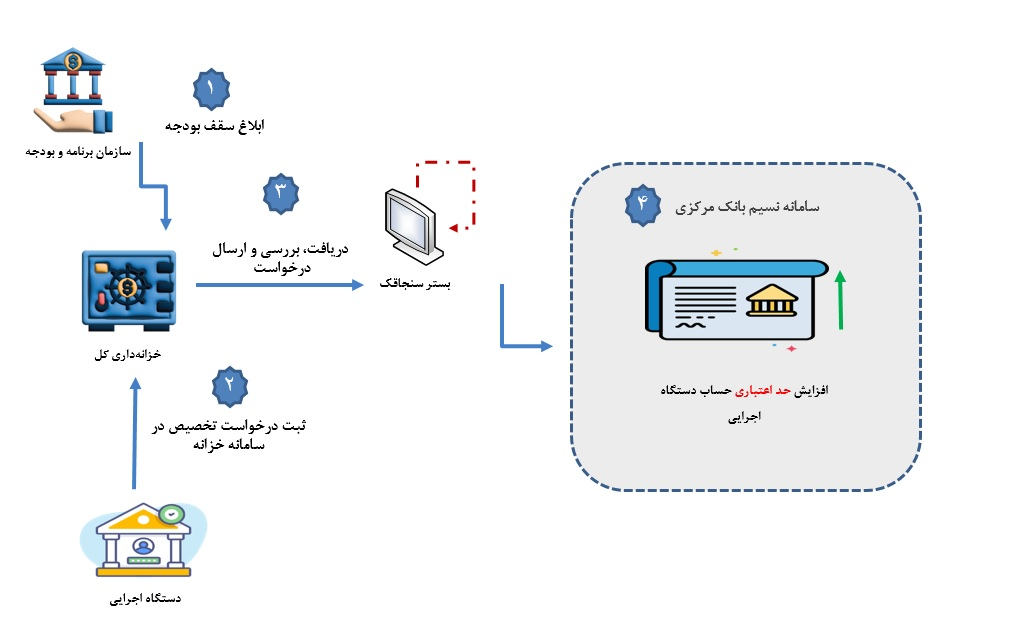 ۱
ابلاغ سقف بودجه
سازمان برنامه و بودجه
۳
دریافت، بررسی و ارسال
درخواست
بستر سنجاقک
خزانه‌داری کل
۲
ثبت درخواست تخصیص در
سامانه خزانه
دستگاه اجرایی
۴
سامانه نسیم بانک مرکزی
افزایش حد اعتباری حساب دستگاه
اجرایی